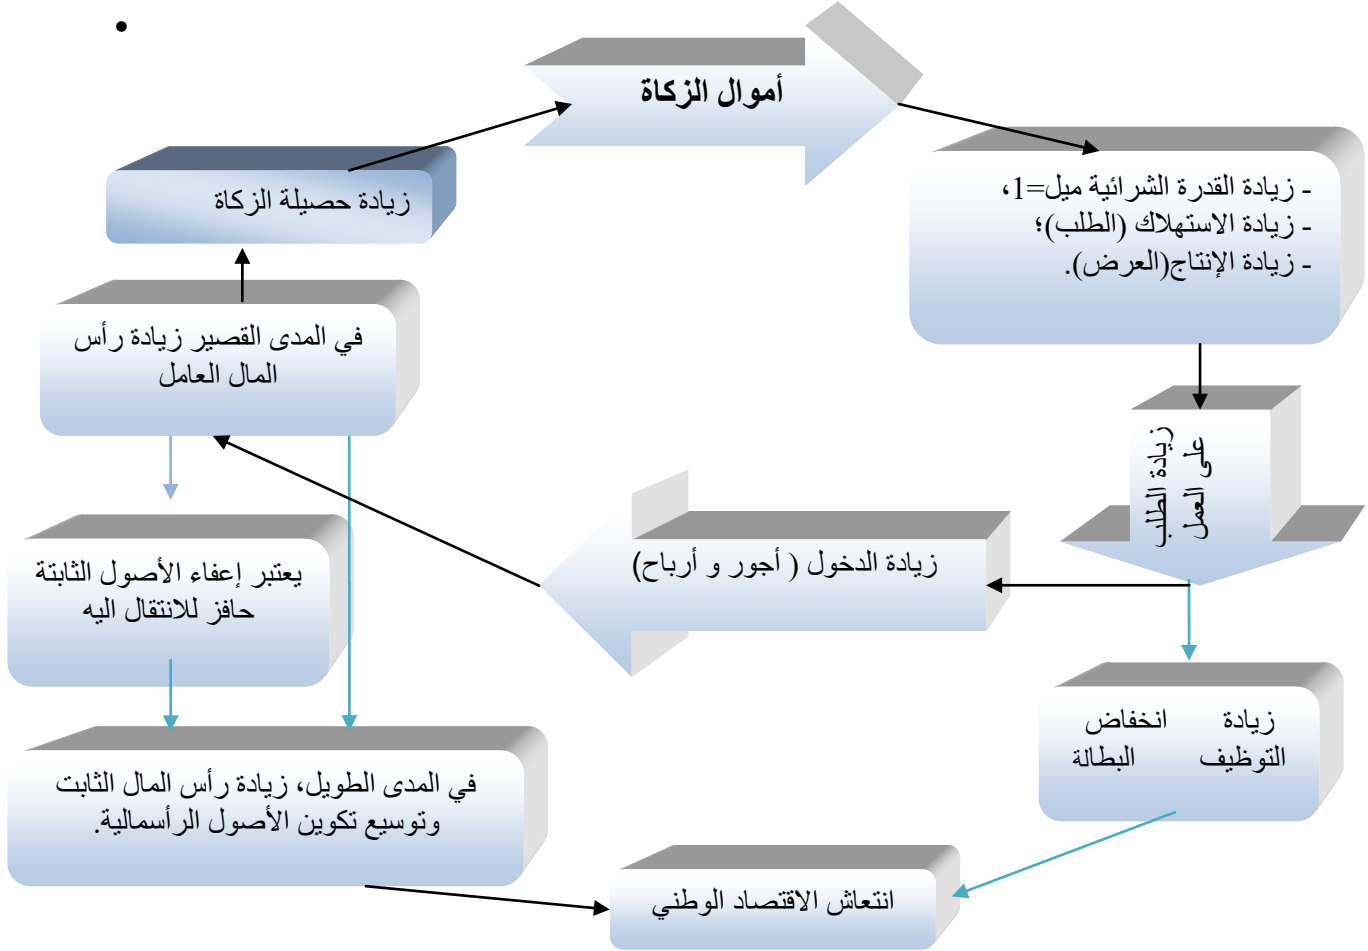 •
أموال الزكاة
- زيادة القدرة الشرائية ميل=1،
- زيادة الاستهلاك (الطلب)؛
- زيادة الإنتاج(العرض).
زيادة حصيلة الزكاة
في المدى القصير زيادة رأس
المال العامل
زيادة الطلب
على العمل
زيادة الدخول ( أجور و أرباح)
يعتبر إعفاء الأصول الثابتة
حافز للانتقال اليه
زيادة انخفاض
التوظيف البطالة
في المدى الطويل، زيادة رأس المال الثابت
وتوسيع تكوين الأصول الرأسمالية.
انتعاش الاقتصاد الوطني